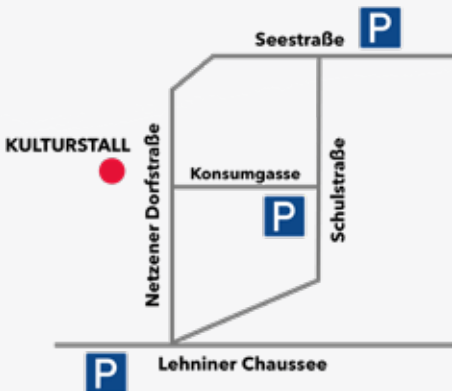 Seestraße
P
KULTURSTALL
Netzener Dorfstraße
Konsumgasse
P
Schulstraße
P
Lehniner Chaussee